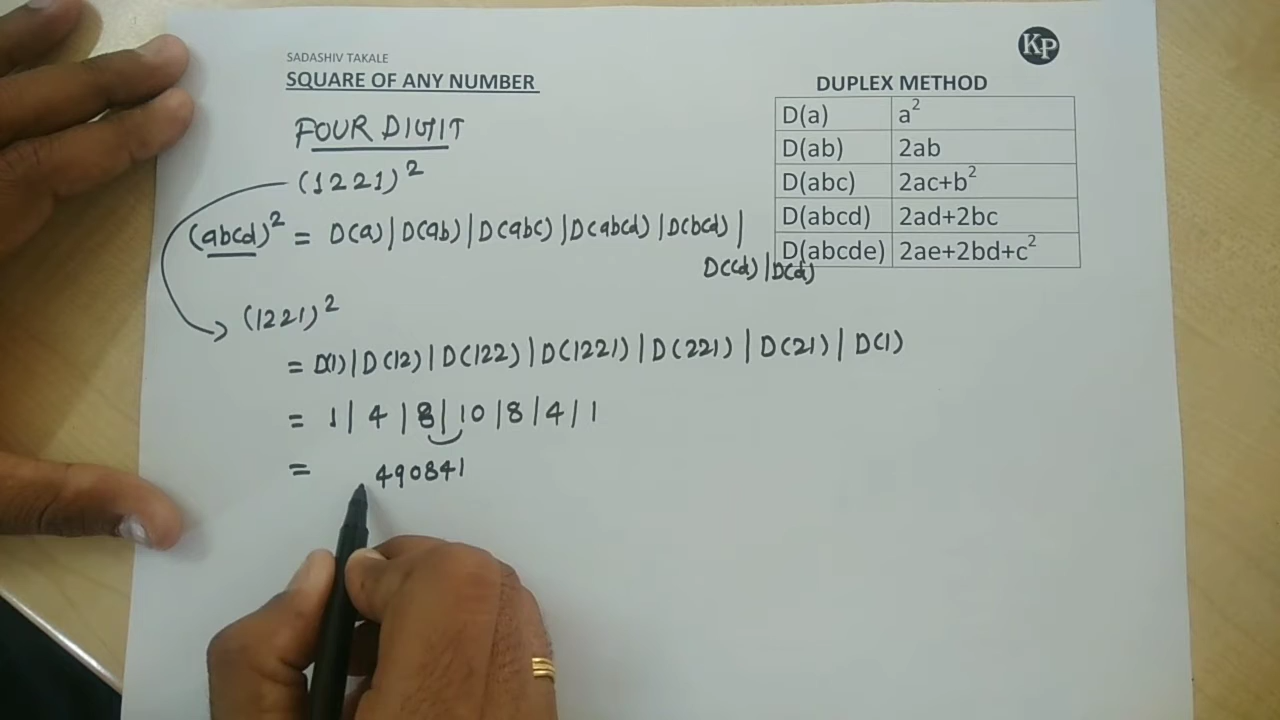 KP
SADASHIV TAKALE
SQUARE OF ANY NUMBER
FOUR DIGIT
(1221)²
(abcd)² = D(a) | D(ab) | D(abc) | D(abcd) | D(bcd) |
D(cd) | D(d)
(1221)²
= D(1) | D(12) | D(122) | D(1221) | D(221) | D(21) | D(1)
= 1 | 4 | 8 | 10 | 8 | 4 | 1
= 490841
DUPLEX METHOD
D(a) a²
D(ab) 2ab
D(abc) 2ac+b²
D(abcd) 2ad+2bc
D(abcde) 2ae+2bd+c²